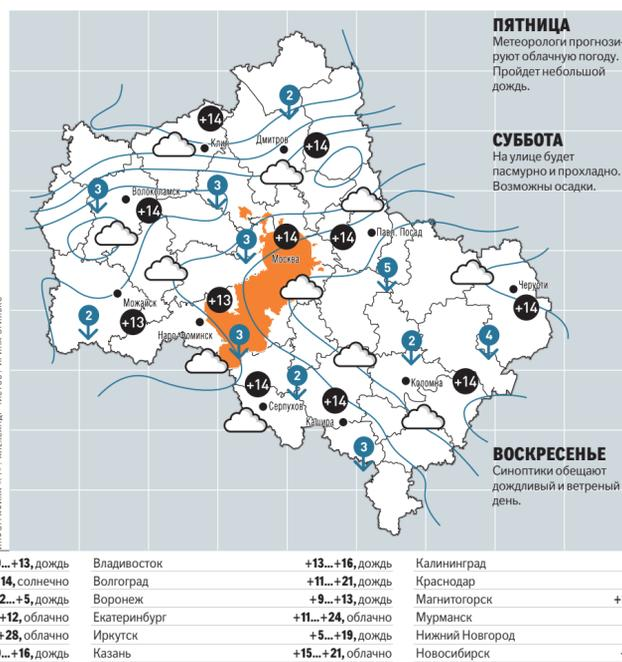 ПЯТНИЦА
Метеорологи прогнози-
руют облачную погоду.
Пройдет небольшой
дождь.
СУББОТА
На улице будет
пасмурно и прохладно.
Возможны осадки.
2
+14
Клин
Дмитров
+14
3
Волоколамск
+14
3
3
+14
Москва
+14
Павл. Посад
5
Черусти
+14
Можайск
2
+13
+13
Наро-Фоминск
3
2
4
+14
2
Серпухов
+14
Кашира
Коломна
+14
3
ВОСКРЕСЕНЬЕ
Синоптики обещают
дождливый и ветреный
день.
...+13, дождь Владивосток +13...+16, дождь Калининград
14, солнечно Волгоград +11...+21, дождь Краснодар
2...+5, дождь Воронеж +9...+13, дождь Магнитогорск +
+12, облачно Екатеринбург +11...+24, облачно Мурманск
+28, облачно Иркутск +5...+19, дождь Нижний Новгород
...+16, дождь Казань +15...+21, облачно Новосибирск